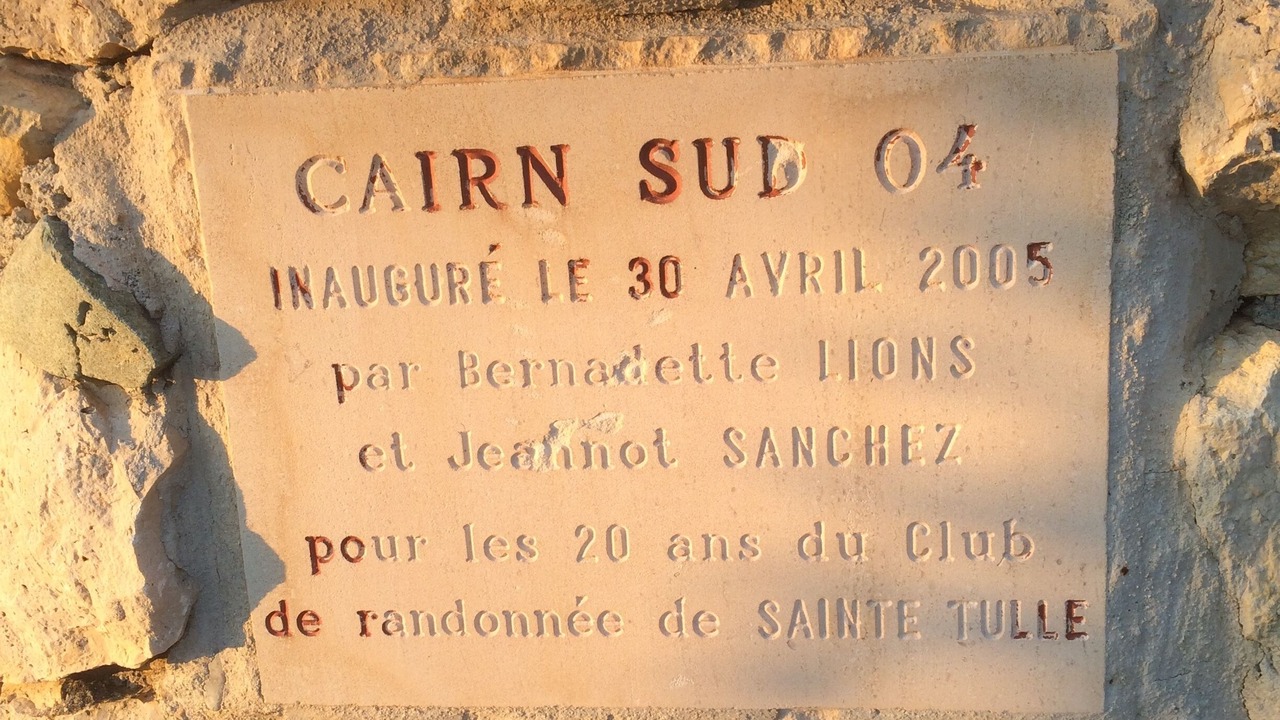 CAIRN SUD 04
INAUGURÉ LE 30 AVRIL 2005
par Bernadette LIONS
et Jeannot SANCHEZ
pour les 20 ans du Club
de randonnée de SAINTE TULLE